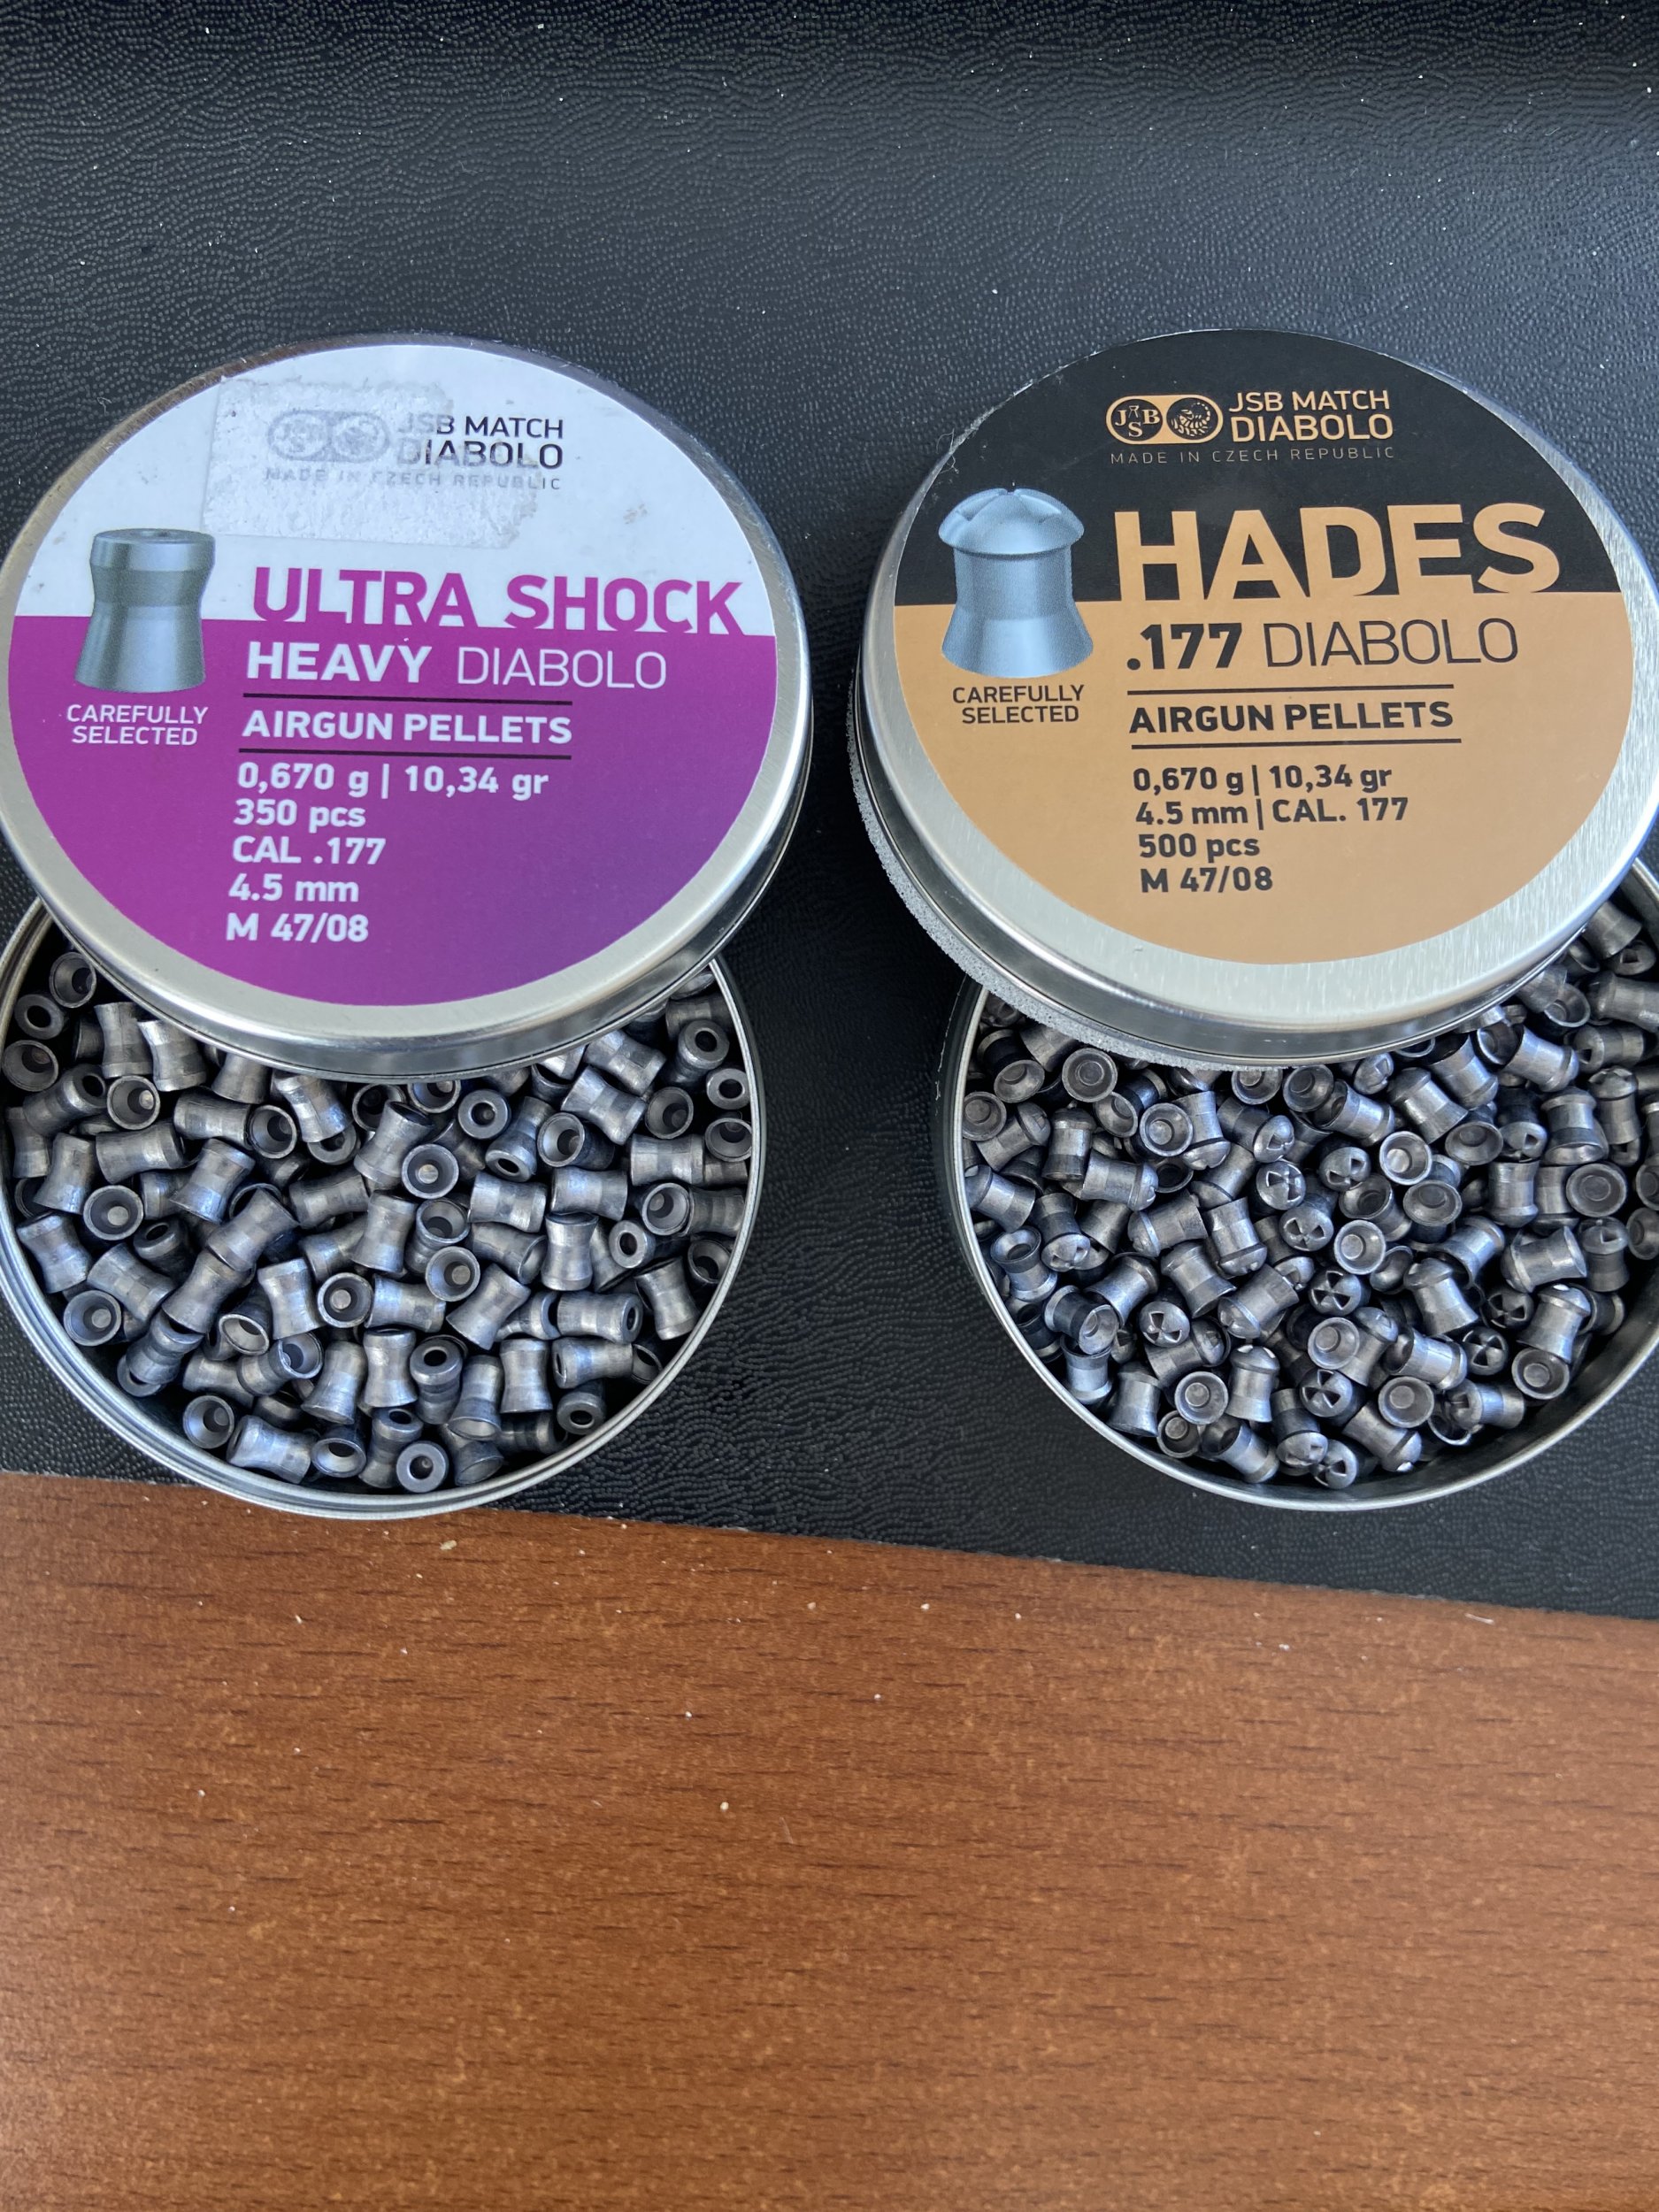 JSB MATCH
DIABOLO
MADE IN CZECH REPUBLIC
ULTRA SHOCK
HEAVY DIABOLO
CAREFULLY
SELECTED
AIRGUN PELLETS
0,670 g | 10,34 gr
350 pcs
CAL .177
4.5 mm
M 47/08
JSB
JSB MATCH
DIABOLO
MADE IN CZECH REPUBLIC
HADES
.177 DIABOLO
CAREFULLY
SELECTED
AIRGUN PELLETS
0,670 g | 10,34 gr
4.5 mm | CAL. 177
500 pcs
M 47/08